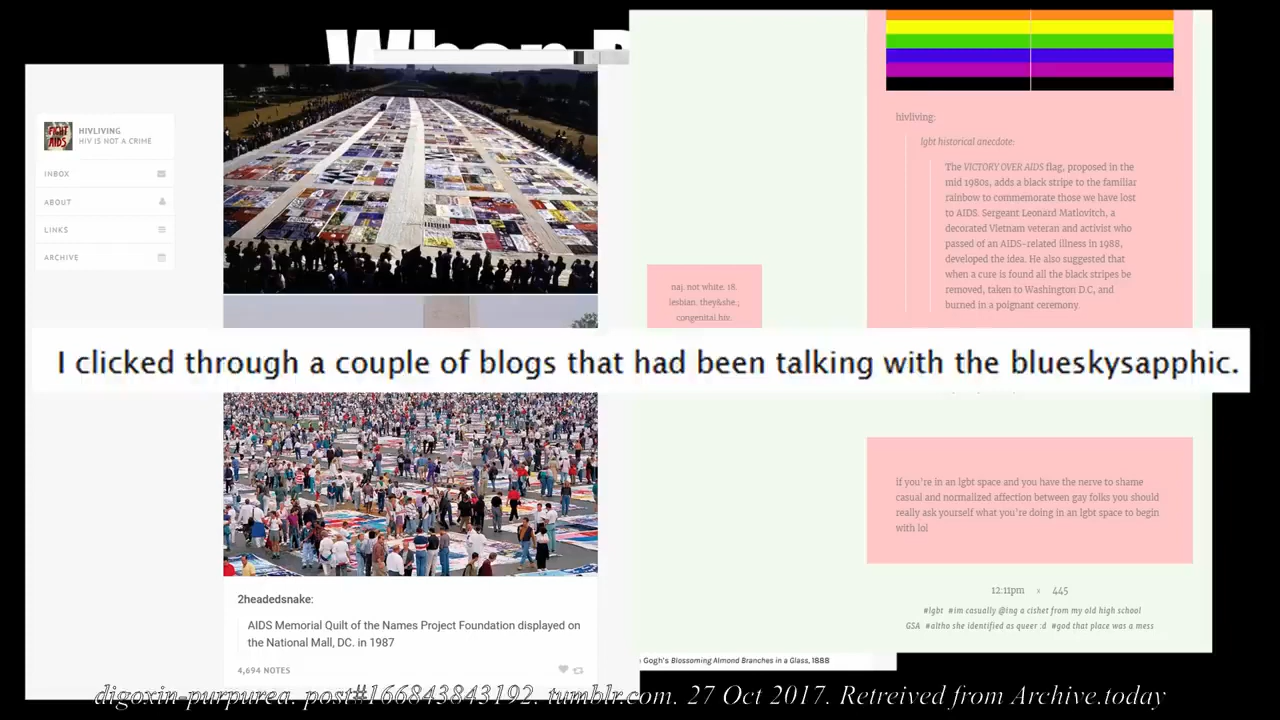 When
HIVLIVING
HIV IS NOT A CRIME
INBOX
ABOUT
LINKS
ARCHIVE
2headedsnake:
AIDS Memorial Quilt of the Names Project Foundation displayed on
the National Mall, DC. in 1987
4,694 NOTES
naj. not white. 18.
lesbian. they&she.;
congenital hiv.
hivliving:
lgbt historical anecdote:
The VICTORY OVER AIDS flag, proposed in the
mid 1980s, adds a black stripe to the familiar
rainbow to commemorate those we have lost
to AIDS. Sergeant Leonard Matlovitch, a
decorated Vietnam veteran and activist who
passed of an AIDS-related illness in 1988,
developed the idea. He also suggested that
when a cure is found all the black stripes be
removed, taken to Washington D.C, and
burned in a poignant ceremony.
I clicked through a couple of blogs that had been talking with the blueskysapphic.
if you're in an lgbt space and you have the nerve to shame
casual and normalized affection between gay folks you should
really ask yourself what you're doing in an lgbt space to begin
with lol
12:11pm x 445
#lgbt #im casually @ing a cishet from my old high school
GSA #altho she identified as queer :d #god that place was a mess
Gogh's Blossoming Almond Branches in a Glass, 1888
digoxin-purpurea. post#166843843192. tumblr.com. 27 Oct 2017. Retreived from Archive.today